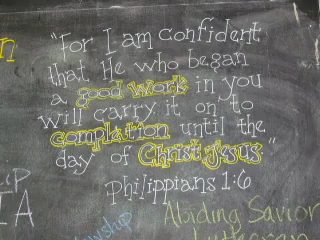 "For I am confident
that He who began
a good work in you
will carry it on to
completion until the
day of Christ Jesus"
philippians 1:6
Abiding Savior
Lutheran